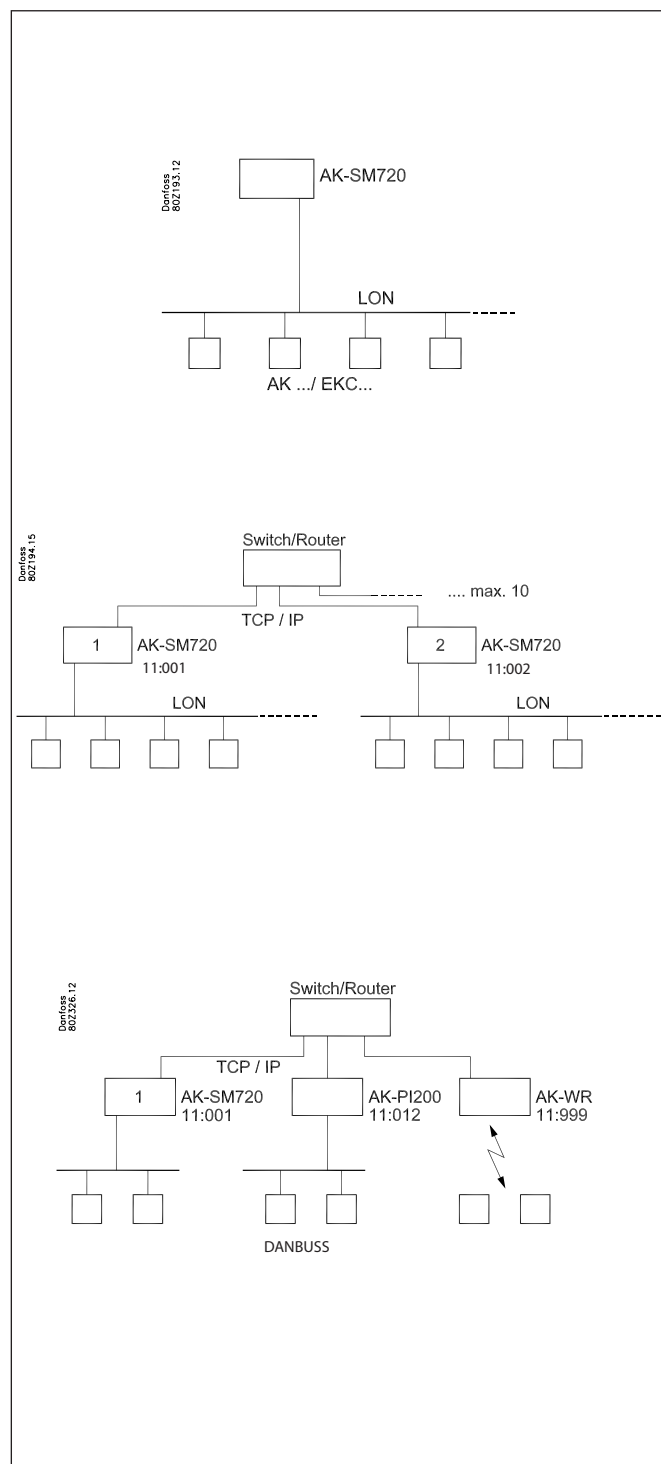 Danfoss
80Z193.12
AK-SM720
LON
AK .../ EKC...
Danfoss
80Z194.15
Switch/Router
.... max. 10
TCP / IP
1
AK-SM720
11:001
2
AK-SM720
11:002
LON
LON
Danfoss
80Z326.12
Switch/Router
TCP / IP
1
AK-SM720
11:001
AK-PI200
11:012
AK-WR
11:999
DANBUSS